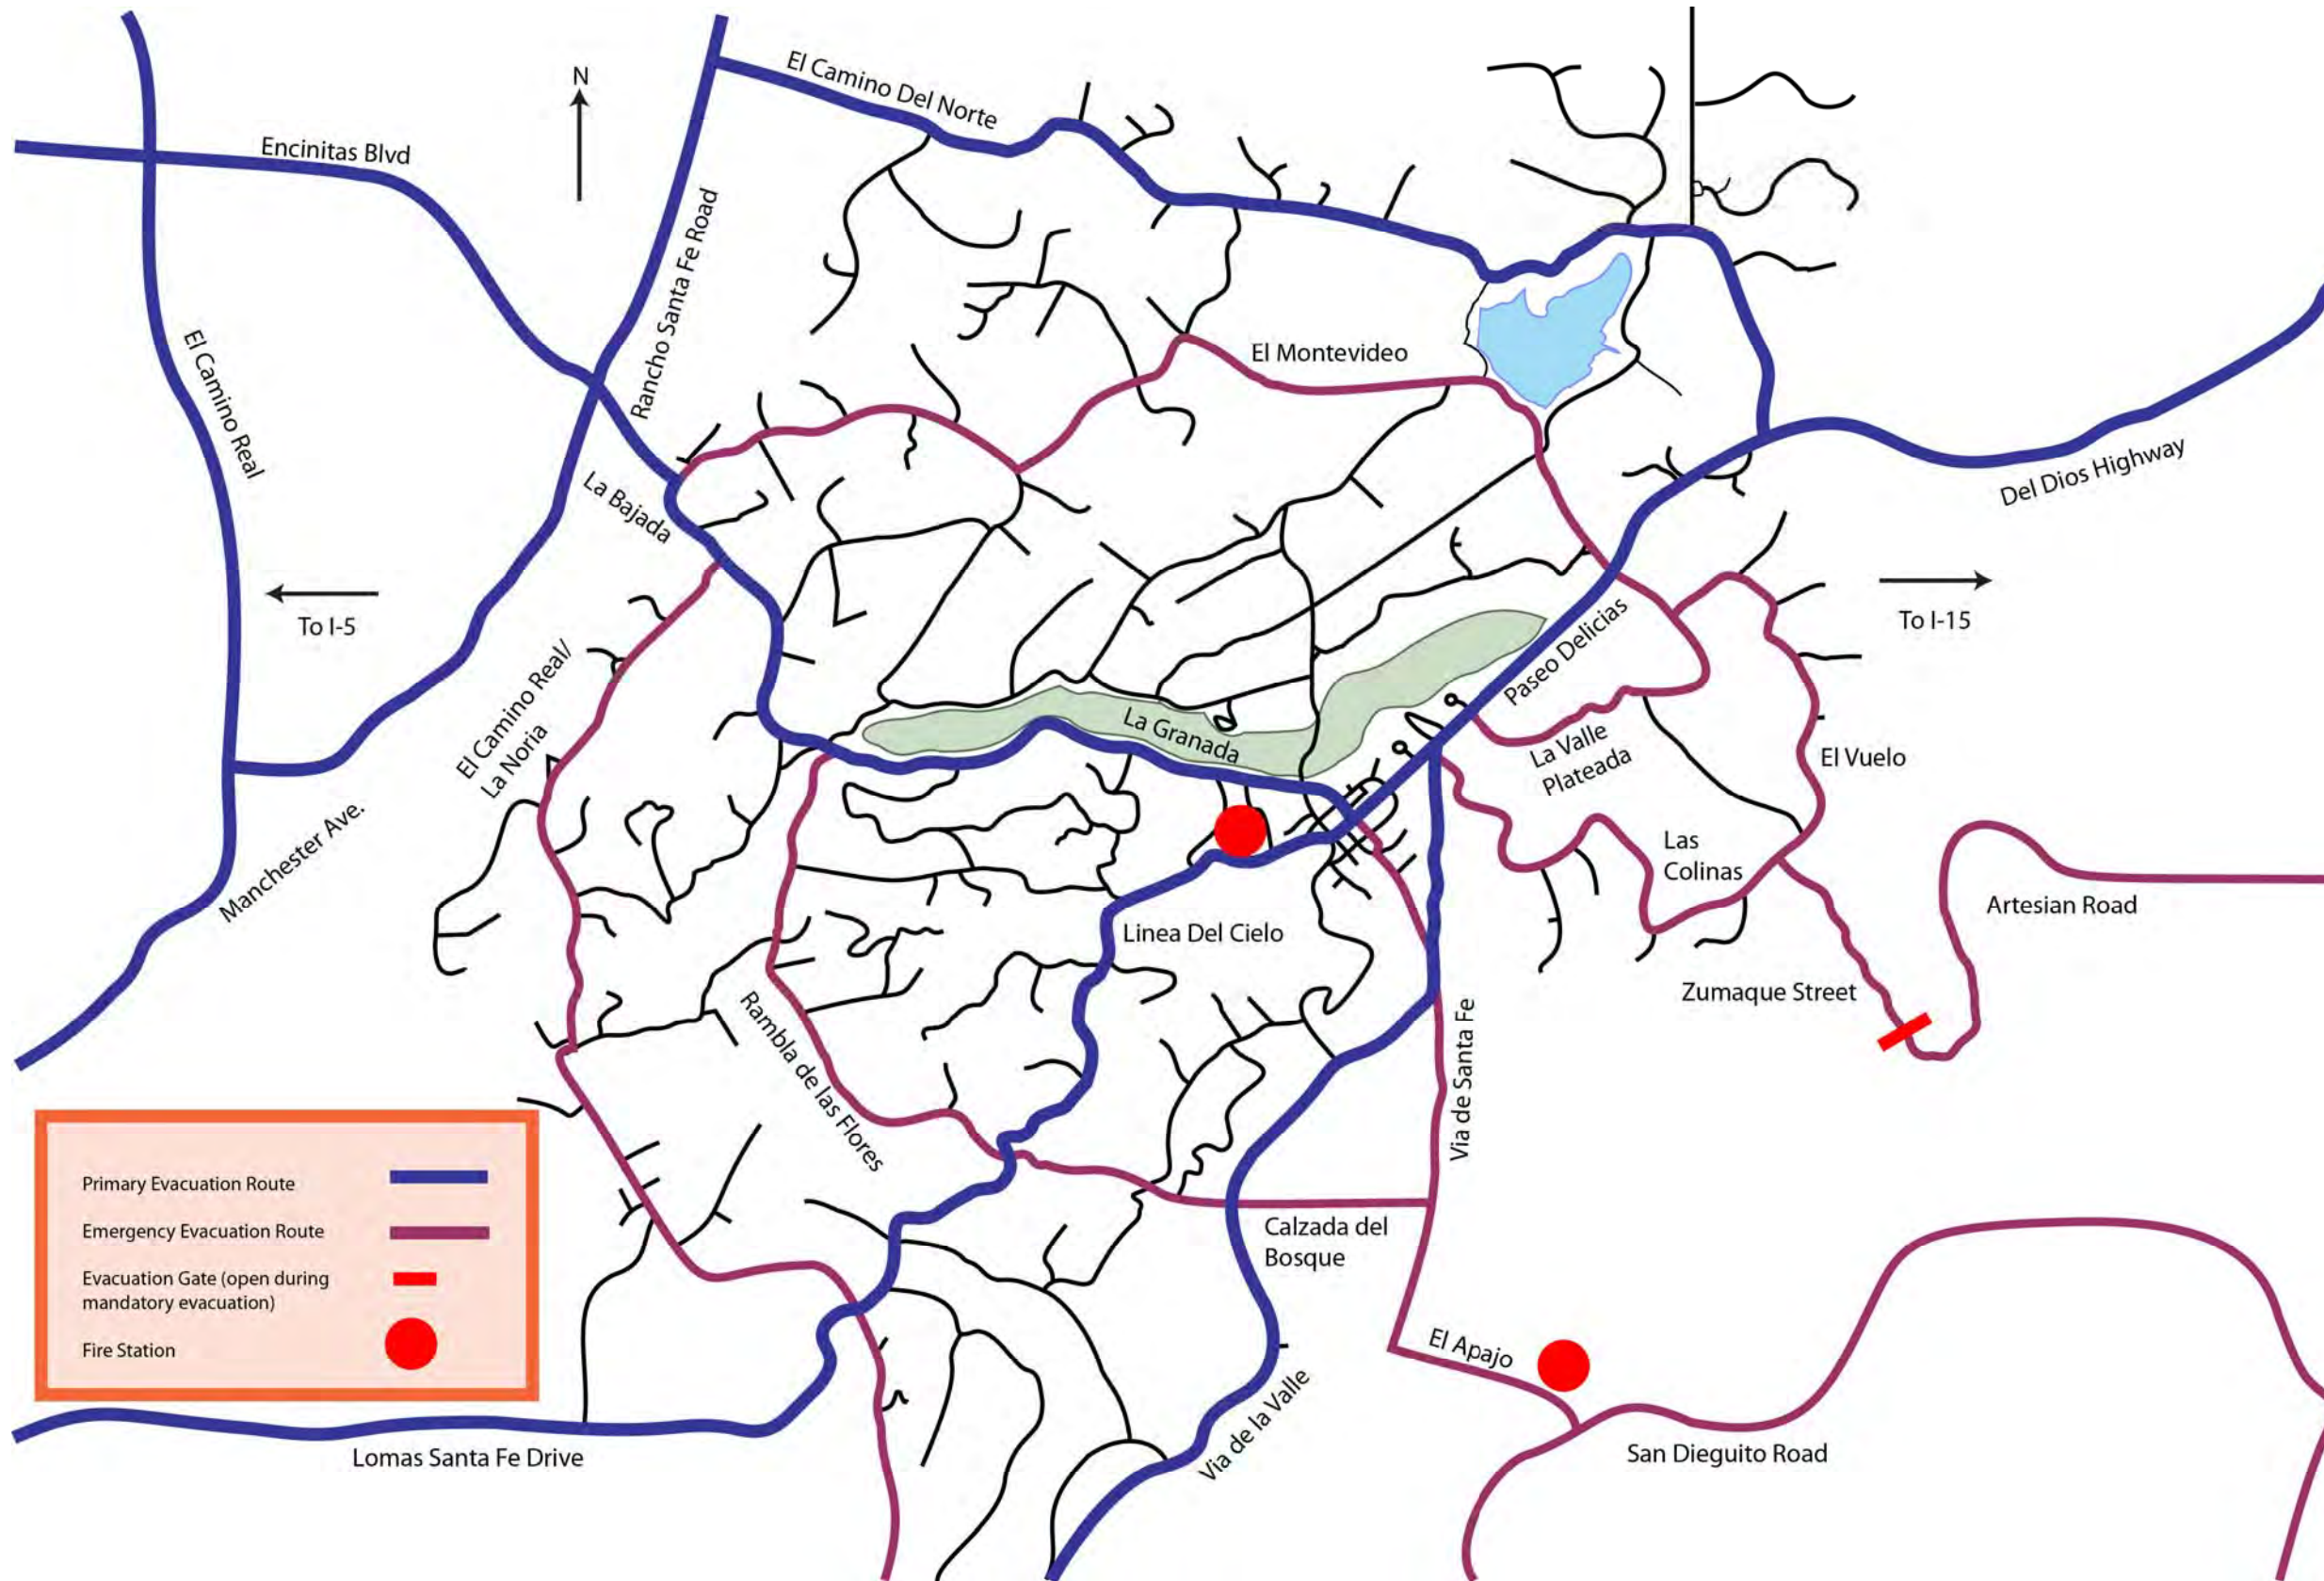 N
El Camino Del Norte
Encinitas Blvd
Rancho Santa Fe Road
El Camino Real
El Montevideo
La Bajada
Del Dios Highway
To I-5
To I-15
Paseo Delicias
El Camino Real/
La Noria
La Granada
La Valle
Plateada
El Vuelo
Manchester Ave.
Las
Colinas
Artesian Road
Linea Del Cielo
Zumaque Street
Rambla de las Flores
Via de Santa Fe
Calzada del
Bosque
El Apajo
Via de la Valle
San Dieguito Road
Lomas Santa Fe Drive
Primary Evacuation Route
Emergency Evacuation Route
Evacuation Gate (open during
mandatory evacuation)
Fire Station